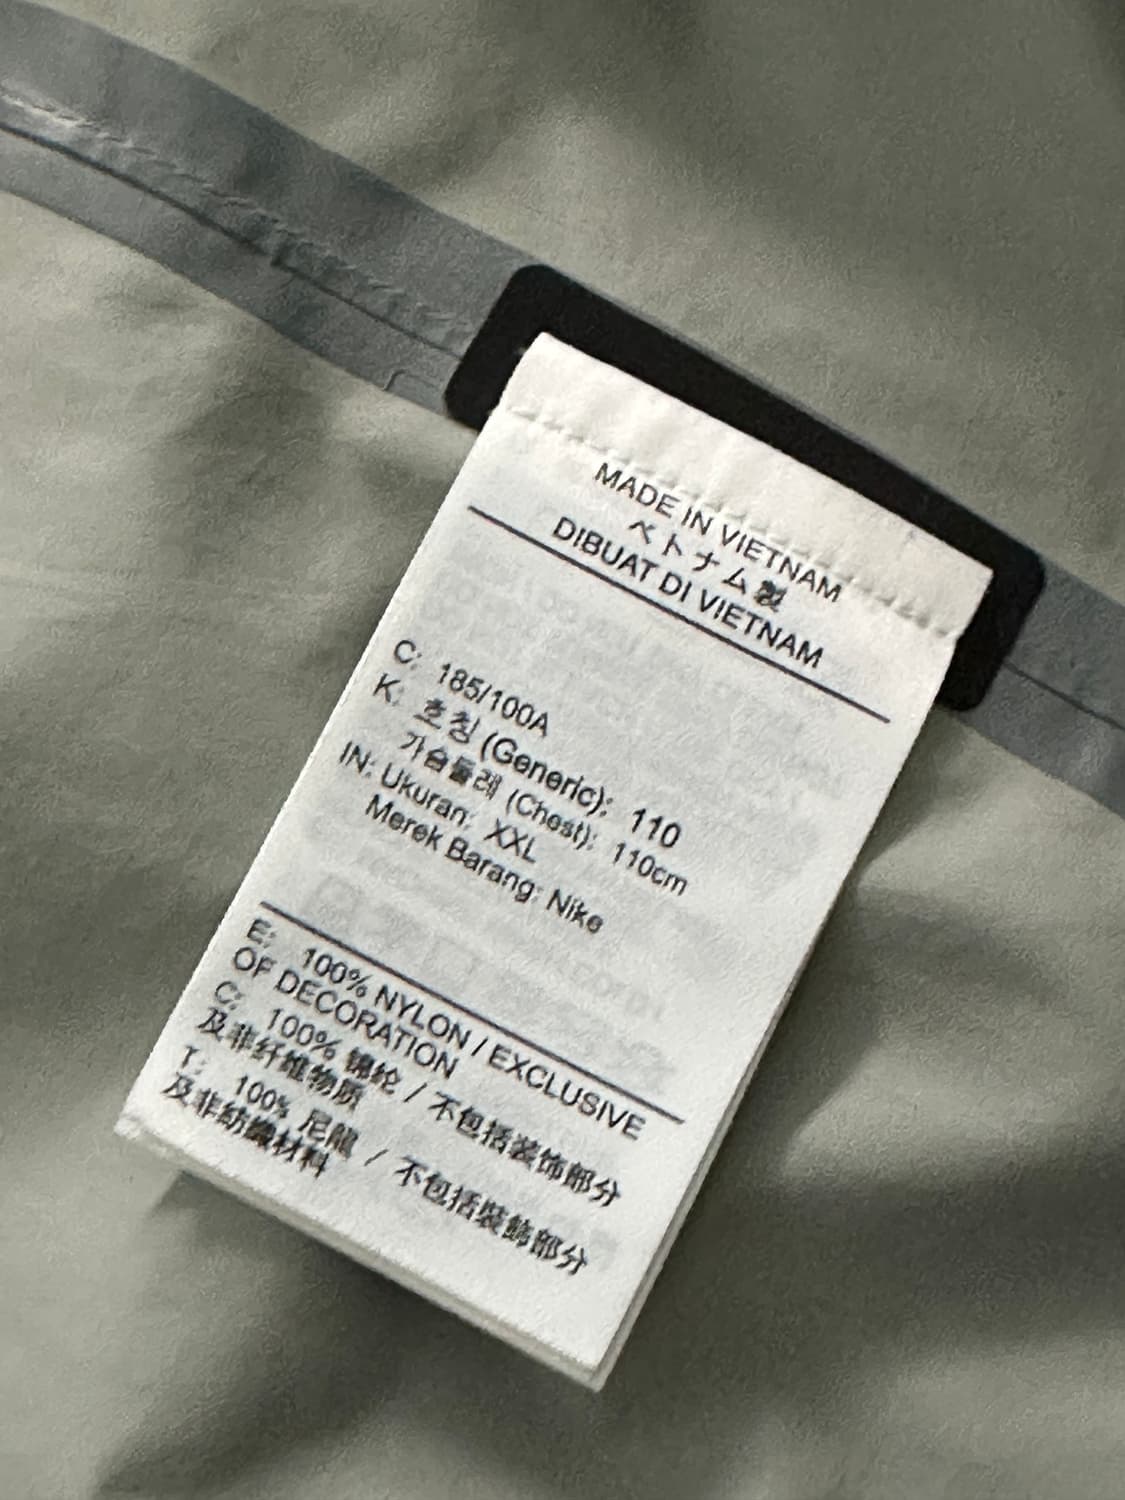 MADE IN VIETNAM
ベトナム製
DIBUAT DI VIETNAM
C: 185/100A
K: 호칭 (Generic): 110
가슴둘레 (Chest): 110cm
IN: Ukuran: XXL
Merek Barang: Nike
E: 100% NYLON / EXCLUSIVE
OF DECORATION
C: 100% 锦纶 / 不包括装饰部分
及非纤维物质
T: 100% 尼龍 / 不包括裝飾部分
及非紡織材料